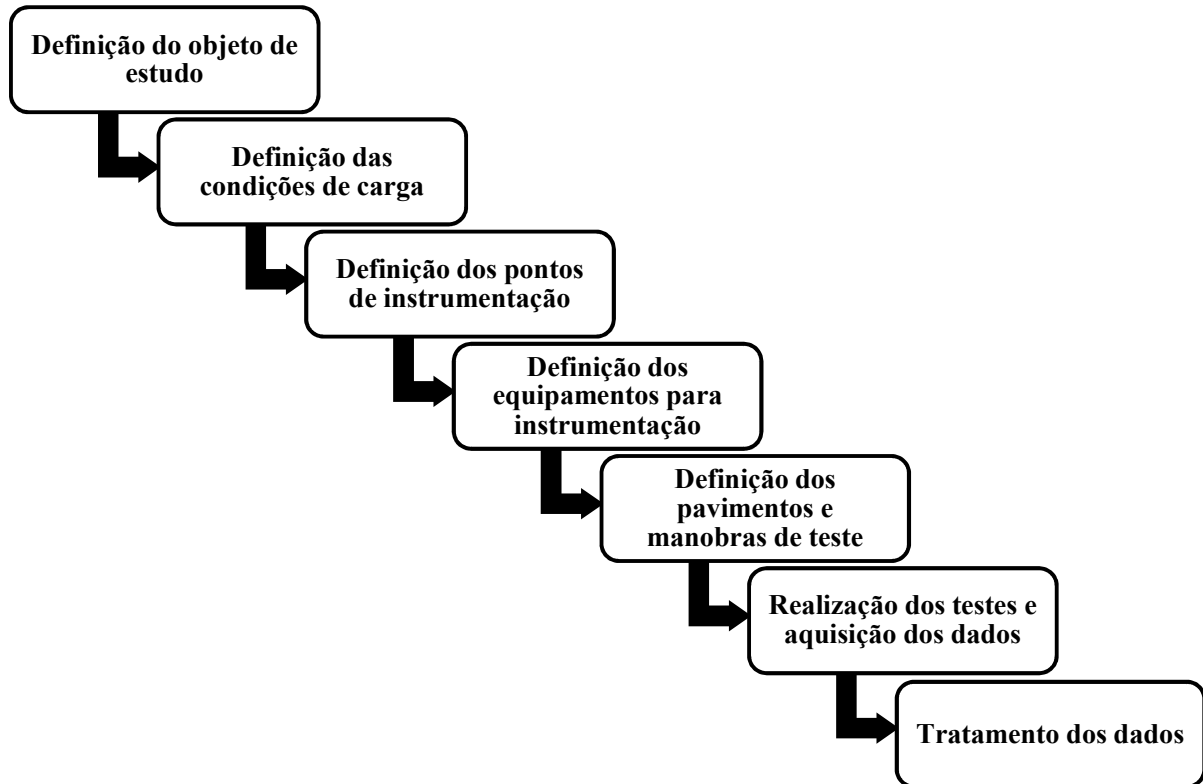 Definição do objeto de
estudo
Definição das
condições de carga
Definição dos pontos
de instrumentação
Definição dos
equipamentos para
instrumentação
Definição dos
pavimentos e
manobras de teste
Realização dos testes e
aquisição dos dados
Tratamento dos dados